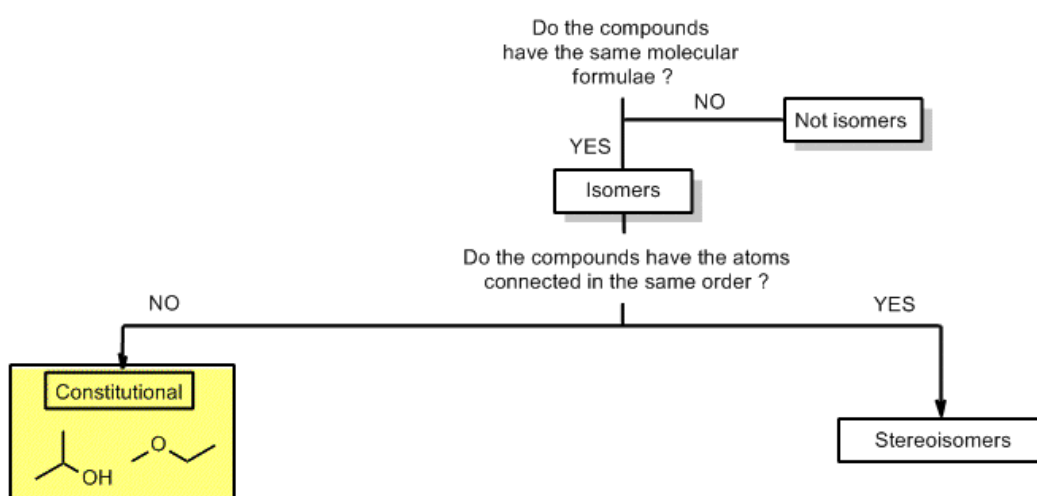 Do the compounds
have the same molecular
formulae ?
NO
Not isomers
YES
Isomers
Do the compounds have the atoms
connected in the same order ?
NO
YES
Constitutional
Stereoisomers
O
OH